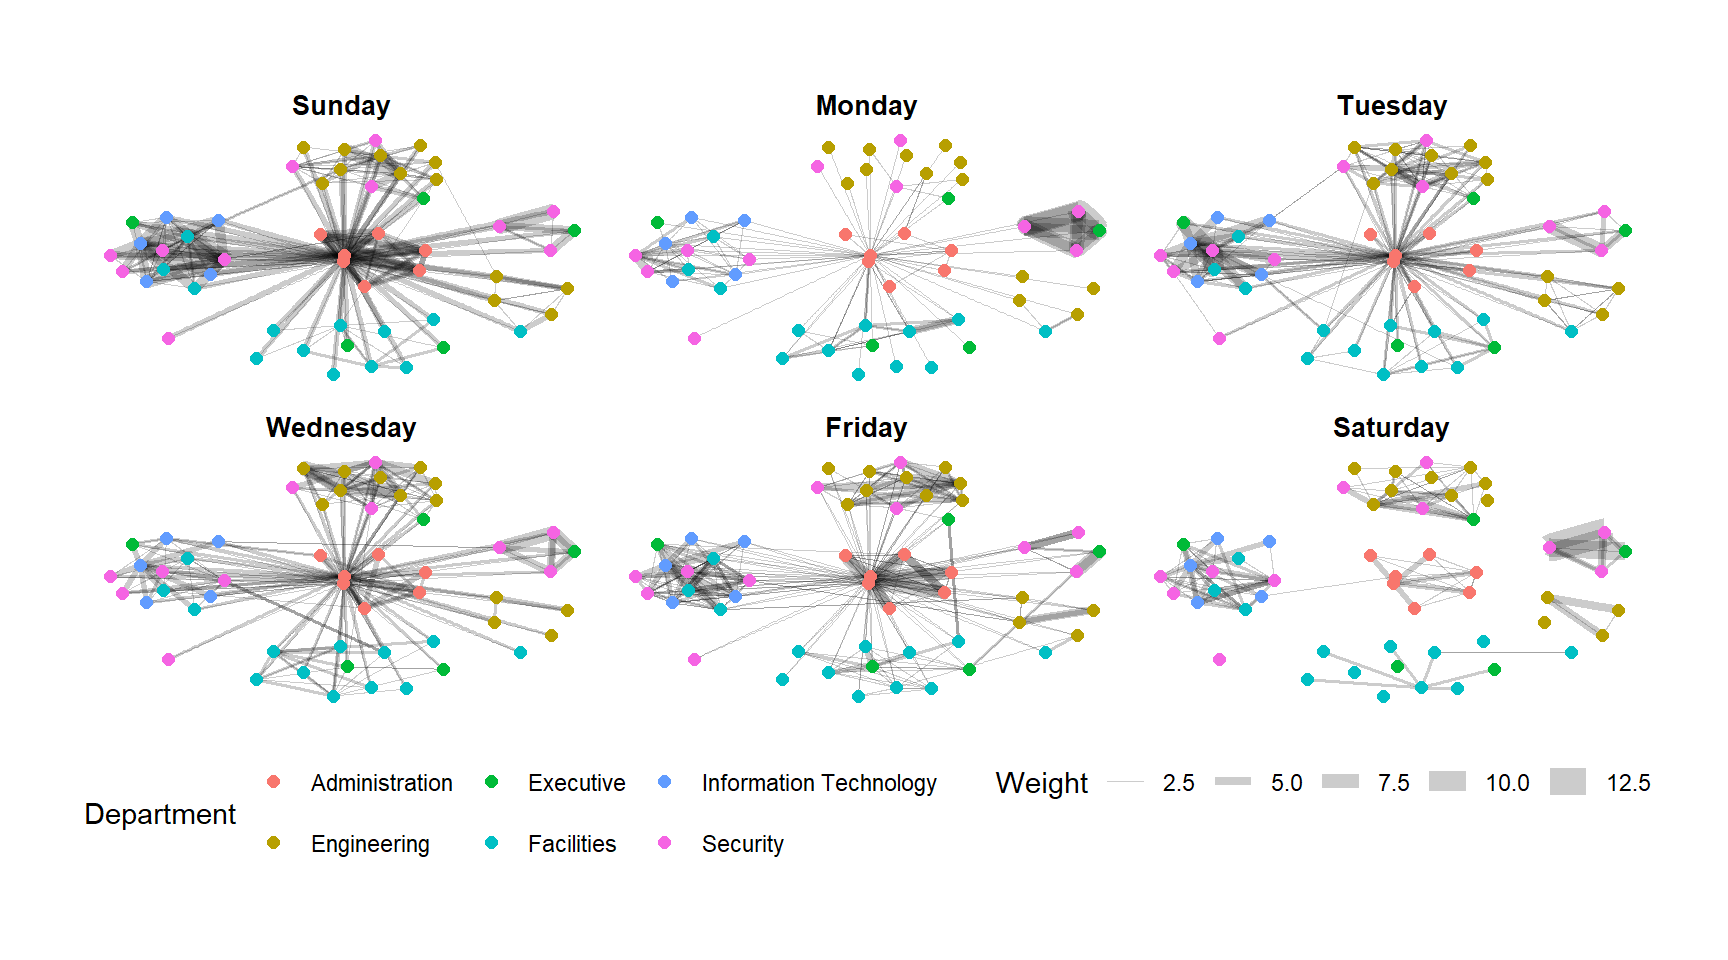 Sunday
Monday
Tuesday
Wednesday
Friday
Saturday
Department
Administration
Executive
Information Technology
Engineering
Facilities
Security
Weight
2.5
5.0
7.5
10.0
12.5